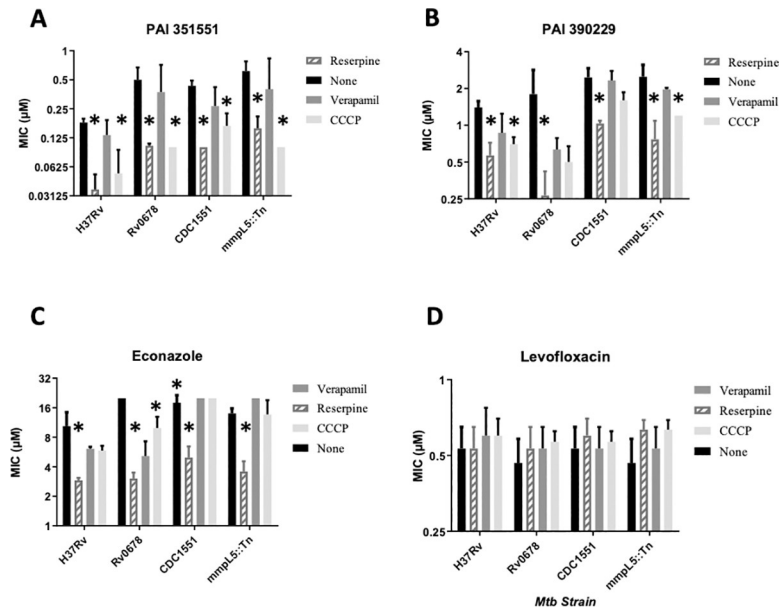 A
PAI 351551
MIC (µM)
1
0.5
0.25
0.125
0.0625
0.03125
* * * * * * * *
H37Rv
Rv0678
CDC1551
mmpL5::Tn
Reserpine
None
Verapamil
CCCP
B
PAI 390229
MIC (µM)
4
2
1
0.5
0.25
* * * * * *
H37Rv
Rv0678
CDC1551
mmpL5::Tn
Reserpine
None
Verapamil
CCCP
C
Econazole
MIC (µM)
32
16
8
4
2
1
* * * * * *
H37Rv
Rv0678
CDC1551
mmpL5::Tn
Verapamil
Reserpine
CCCP
None
D
Levofloxacin
MIC (µM)
1
0.5
0.25
H37Rv
Rv0678
CDC1551
mmpL5::Tn
Mtb Strain
Verapamil
Reserpine
CCCP
None